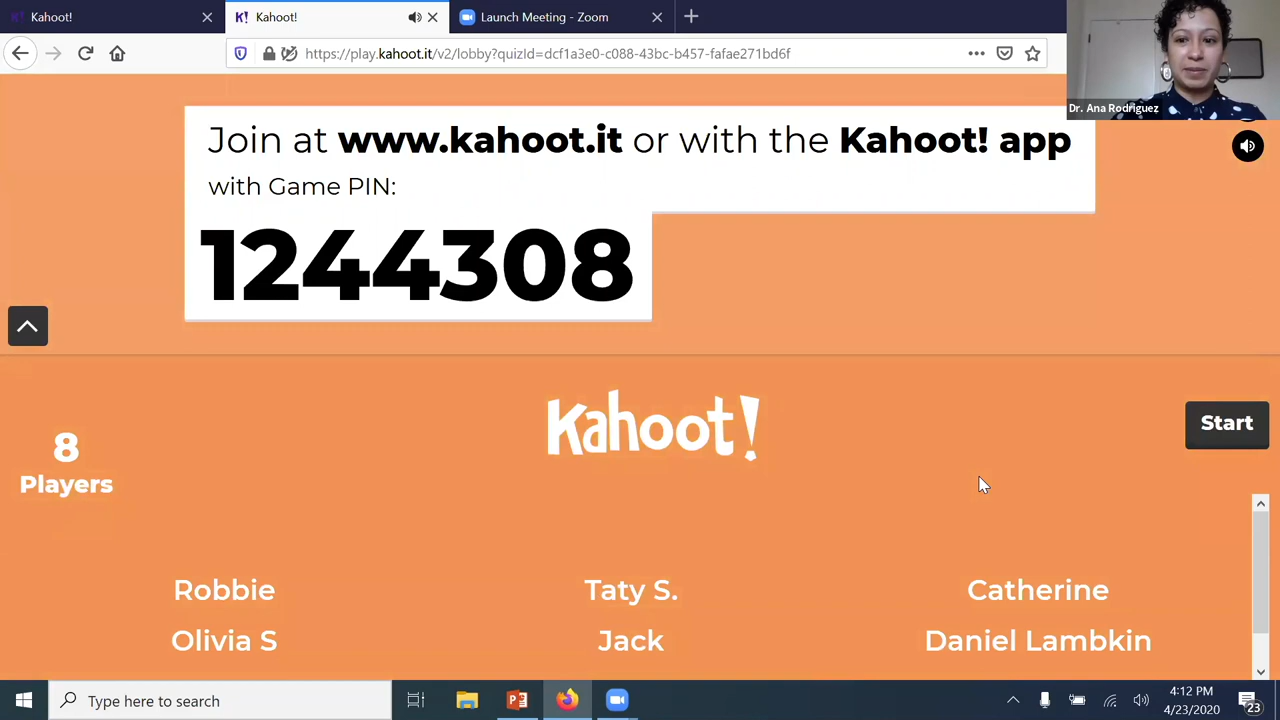 K! Kahoot!
K! Kahoot!
Launch Meeting - Zoom
https://play.kahoot.it/v2/lobby?quizId=dcf1a3e0-c088-43bc-b457-fafae271bd6f
Dr. Ana Rodriguez
Join at www.kahoot.it or with the Kahoot! app
with Game PIN:
1244308
Kahoot!
Start
8
Players
Robbie
Taty S.
Catherine
Olivia S
Jack
Daniel Lambkin
Type here to search
4:12 PM
4/23/2020
23